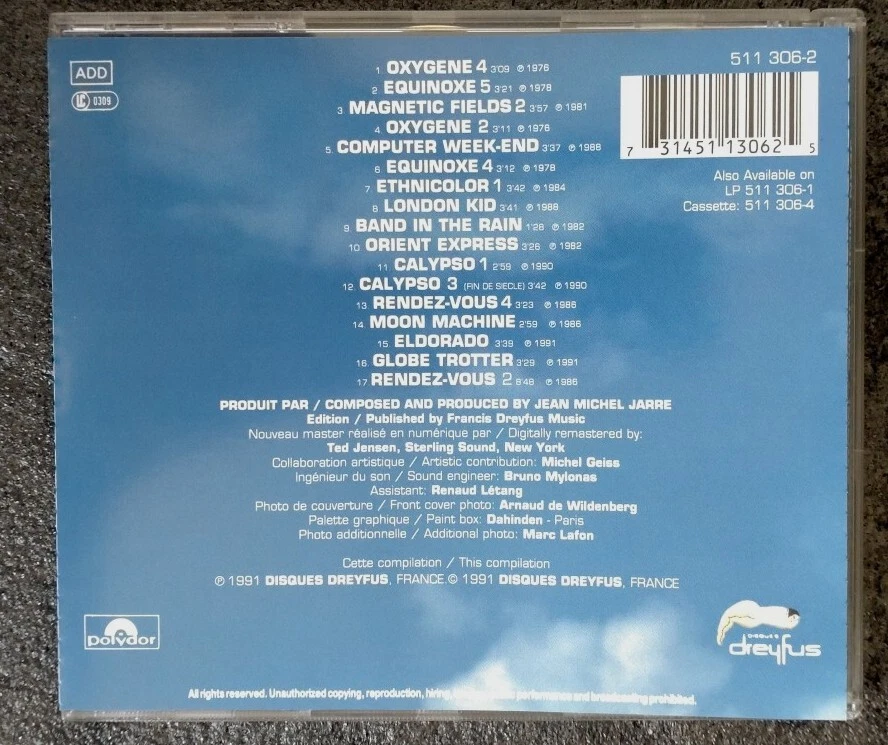 ADD
LC 0309
511 306-2
7 31451 13062 5
Also Available on
LP 511 306-1
Cassette: 511 306-4
1. OXYGENE 4 3'09 ℗ 1976
2. EQUINOXE 5 3'21 ℗ 1978
3. MAGNETIC FIELDS 2 3'57 ℗ 1981
4. OXYGENE 2 3'11 ℗ 1976
5. COMPUTER WEEK-END 3'37 ℗ 1988
6. EQUINOXE 4 3'12 ℗ 1978
7. ETHNICOLOR 1 3'42 ℗ 1984
8. LONDON KID 3'41 ℗ 1988
9. BAND IN THE RAIN 1'28 ℗ 1982
10. ORIENT EXPRESS 3'26 ℗ 1982
11. CALYPSO 1 2'59 ℗ 1990
12. CALYPSO 3 (FIN DE SIECLE) 3'42 ℗ 1990
13. RENDEZ-VOUS 4 3'23 ℗ 1986
14. MOON MACHINE 2'59 ℗ 1986
15. ELDORADO 3'39 ℗ 1991
16. GLOBE TROTTER 3'29 ℗ 1991
17. RENDEZ-VOUS 2 8'48 ℗ 1986
PRODUIT PAR / COMPOSED AND PRODUCED BY JEAN MICHEL JARRE
Edition / Published by Francis Dreyfus Music
Nouveau master réalisé en numérique par / Digitally remastered by:
Ted Jensen, Sterling Sound, New York
Collaboration artistique / Artistic contribution: Michel Geiss
Ingénieur du son / Sound engineer: Bruno Mylonas
Assistant: Renaud Létang
Photo de couverture / Front cover photo: Arnaud de Wildenberg
Palette graphique / Paint box: Dahinden - Paris
Photo additionnelle / Additional photo: Marc Lafon
Cette compilation / This compilation
℗ 1991 DISQUES DREYFUS, FRANCE © 1991 DISQUES DREYFUS, FRANCE
polydor
DISQUES
dreyfus
All rights reserved. Unauthorized copying, reproduction, hiring, performance and broadcasting prohibited.